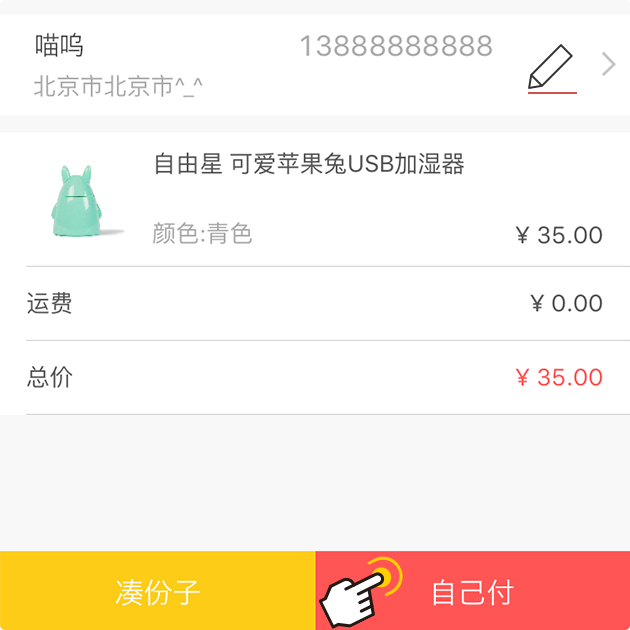 喵呜 13888888888
北京市北京市^_^
自由星 可爱苹果兔USB加湿器
颜色:青色 ¥ 35.00
运费 ¥ 0.00
总价 ¥ 35.00
凑份子 自己付